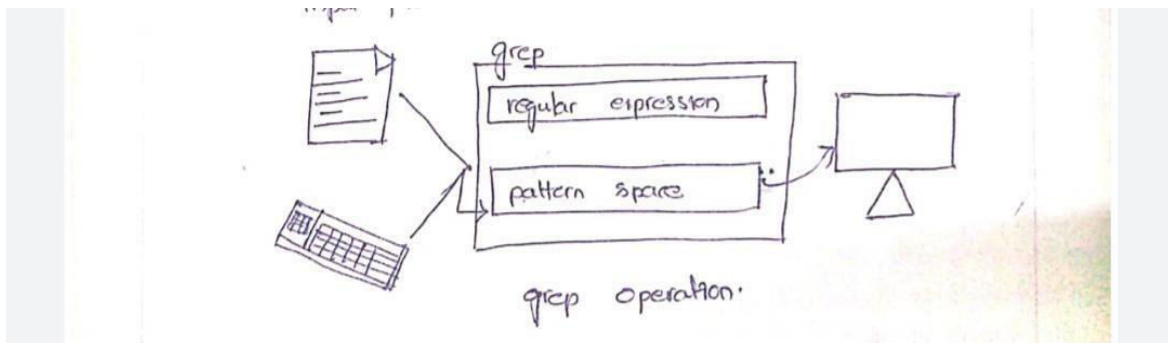 grep
regular expression
pattern space
grep operation.